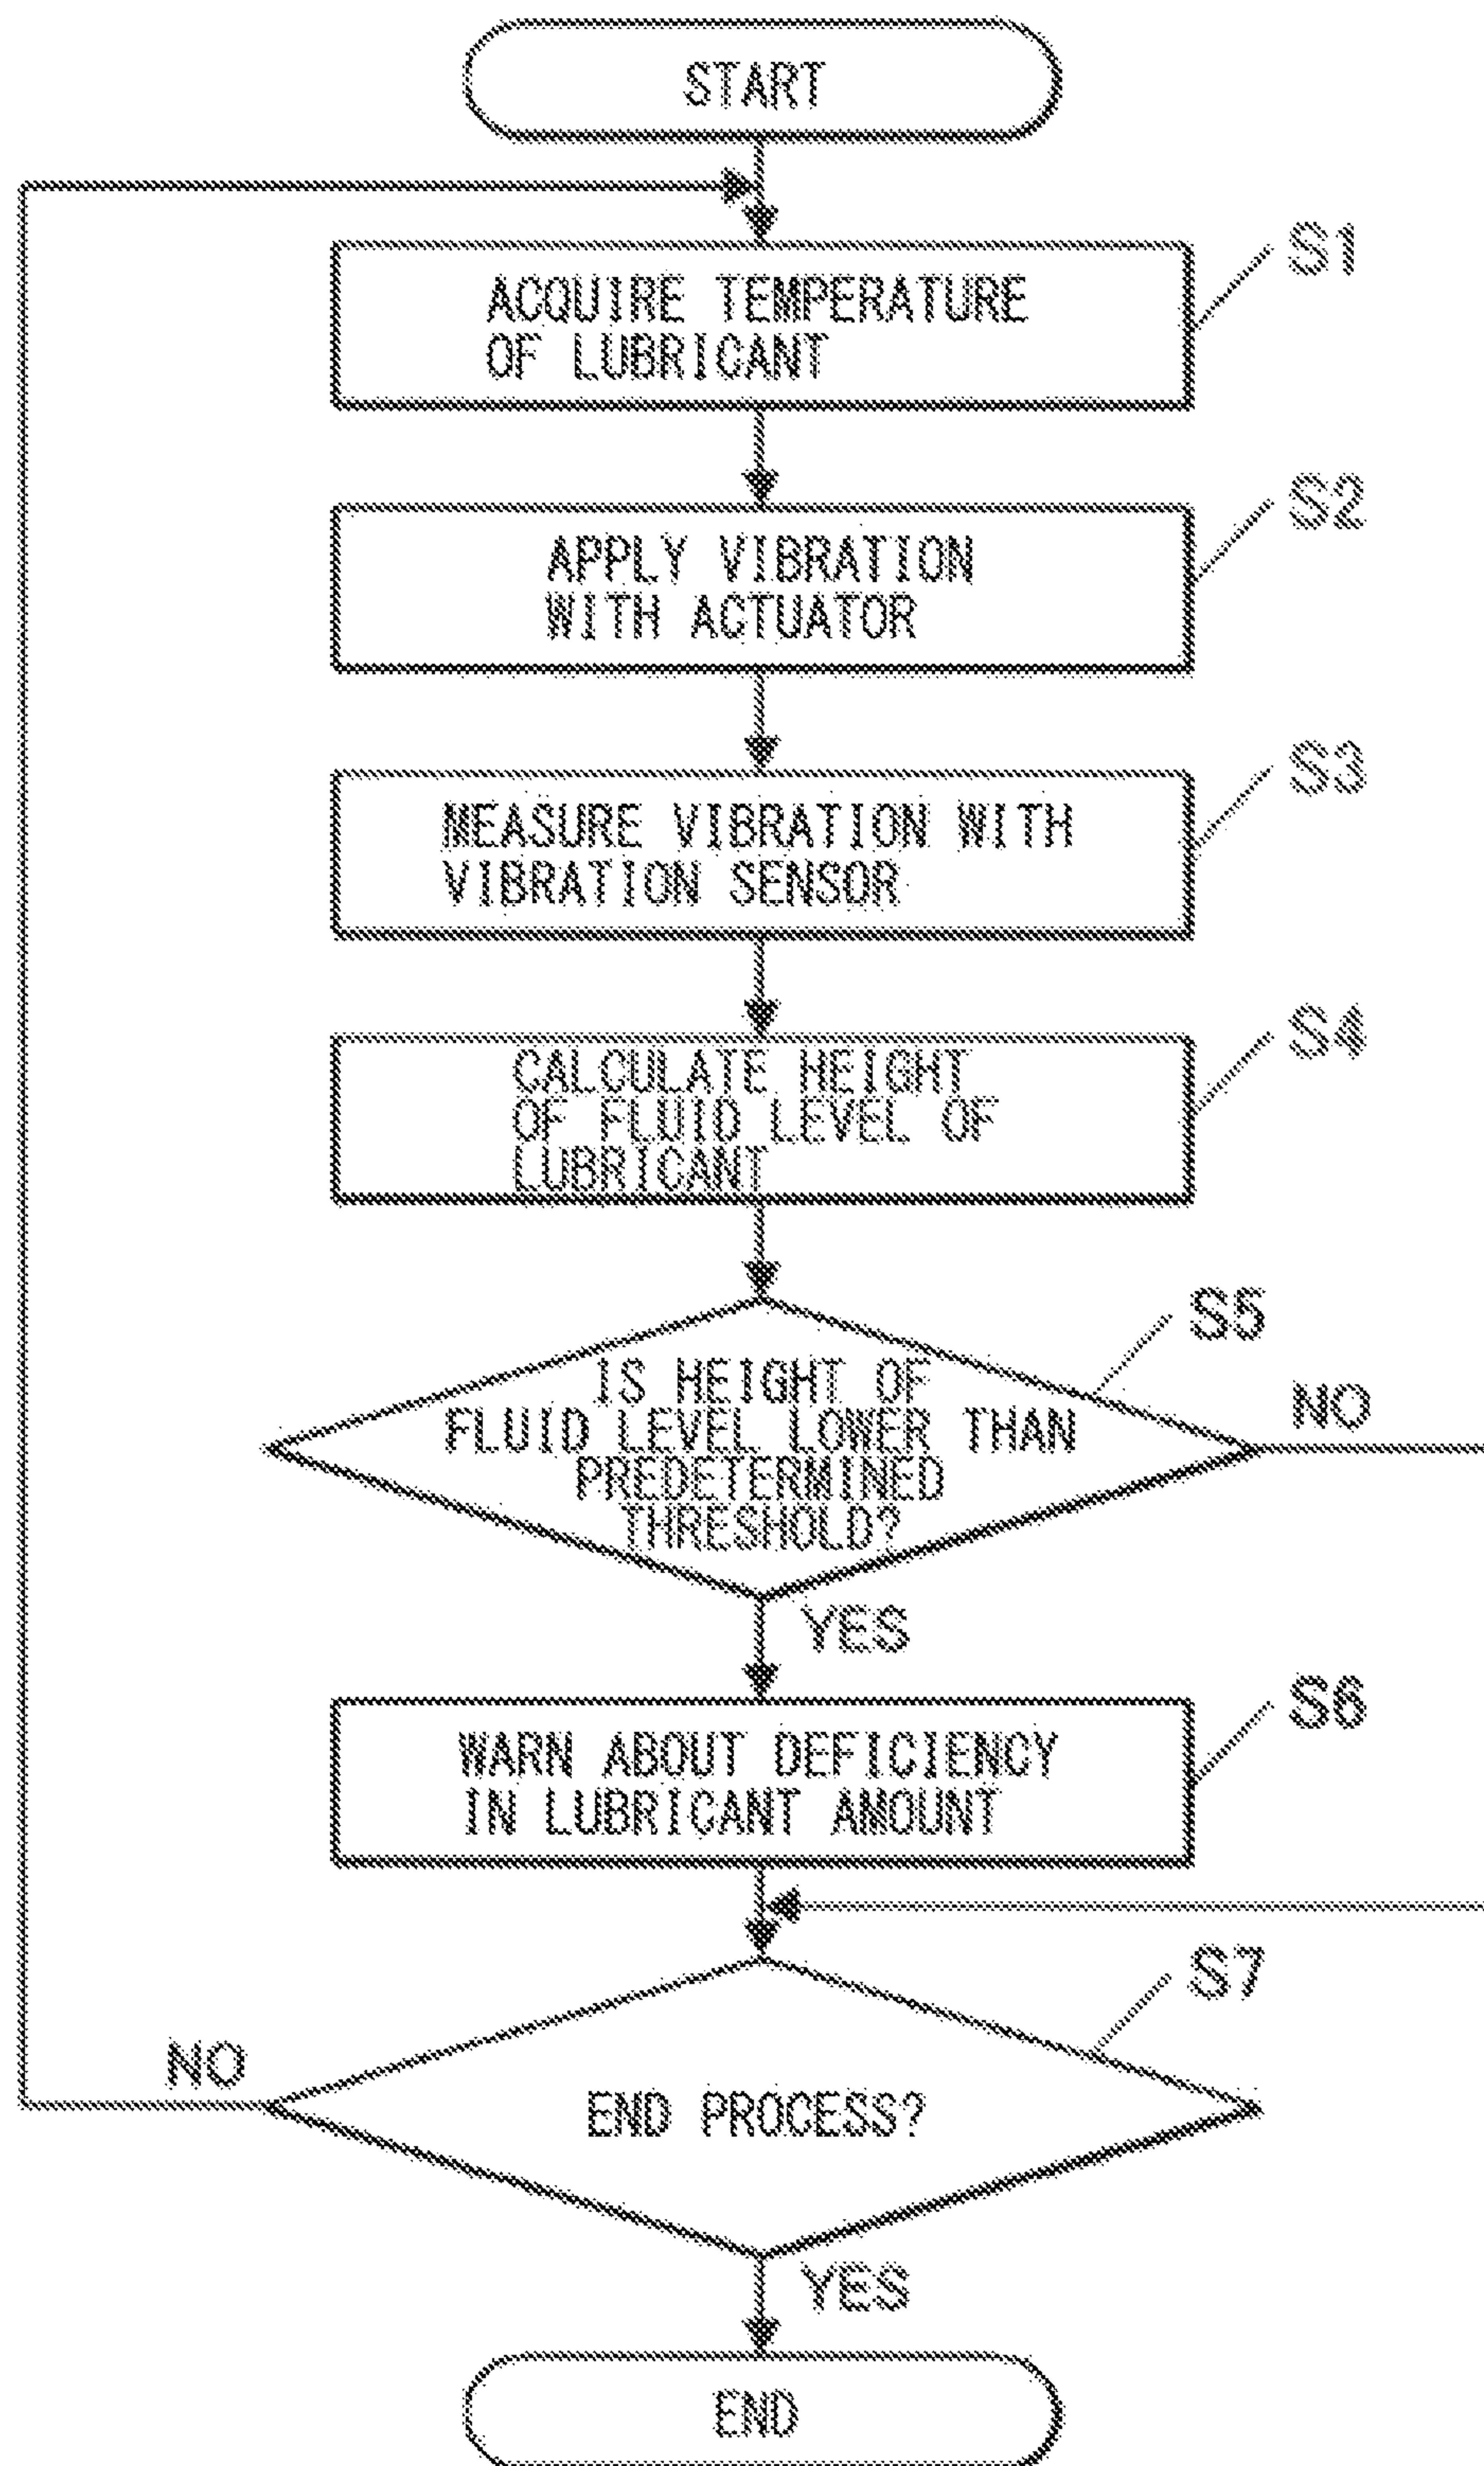 START
S1
ACQUIRE TEMPERATURE
OF LUBRICANT
S2
APPLY VIBRATION
WITH ACTUATOR
S3
MEASURE VIBRATION WITH
VIBRATION SENSOR
S4
CALCULATE HEIGHT
OF FLUID LEVEL OF
LUBRICANT
S5
IS HEIGHT OF
FLUID LEVEL LOWER THAN
PREDETERMINED
THRESHOLD?
NO
YES
S6
WARN ABOUT DEFICIENCY
IN LUBRICANT AMOUNT
S7
NO
END PROCESS?
YES
END